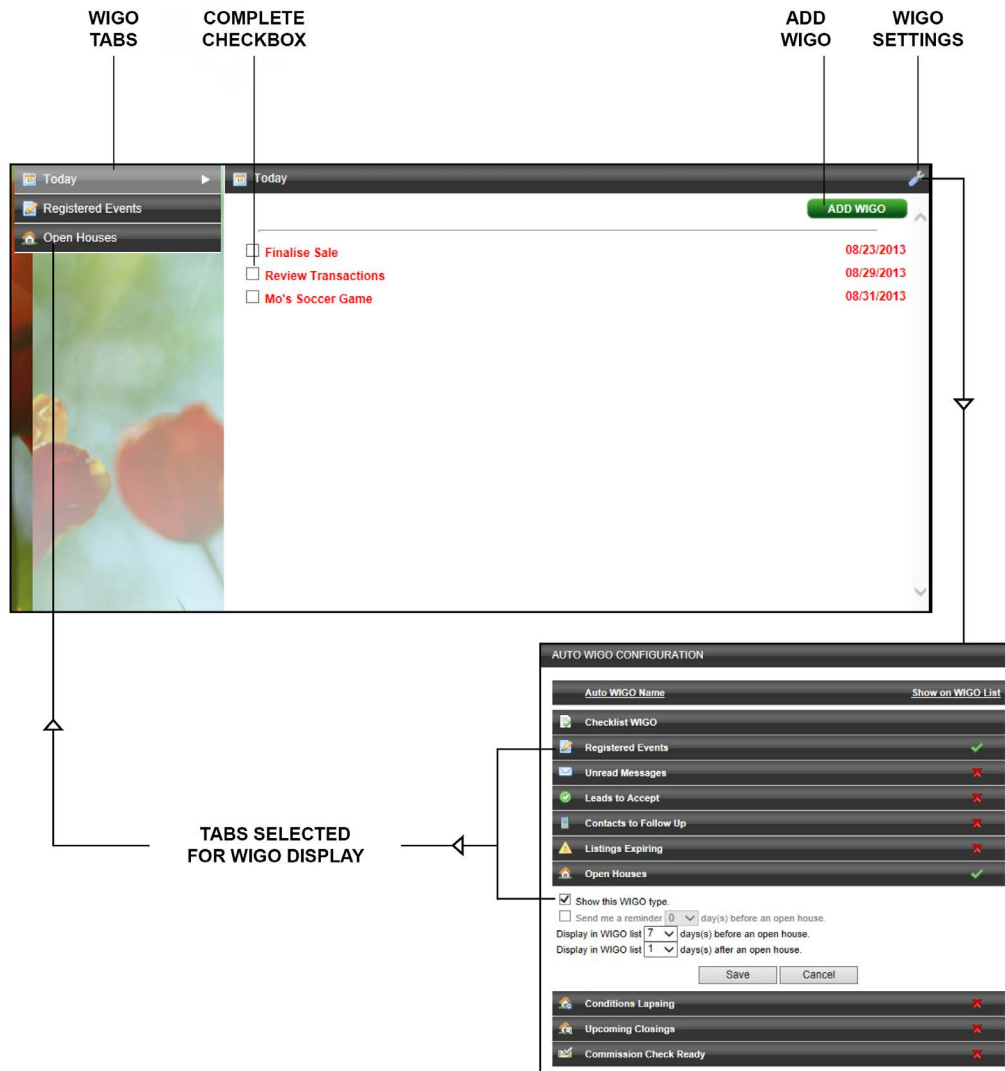 WIGO
TABS
COMPLETE
CHECKBOX
ADD
WIGO
WIGO
SETTINGS
Today
Today
Registered Events
ADD WIGO
Open Houses
Finalise Sale 08/23/2013
Review Transactions 08/29/2013
Mo's Soccer Game 08/31/2013
AUTO WIGO CONFIGURATION
Auto WIGO Name Show on WIGO List
Checklist WIGO
Registered Events
Unread Messages
Leads to Accept
Contacts to Follow Up
Listings Expiring
Open Houses
TABS SELECTED
FOR WIGO DISPLAY
Show this WIGO type.
Send me a reminder 0 day(s) before an open house.
Display in WIGO list 7 days(s) before an open house.
Display in WIGO list 1 days(s) after an open house.
Save Cancel
Conditions Lapsing
Upcoming Closings
Commission Check Ready